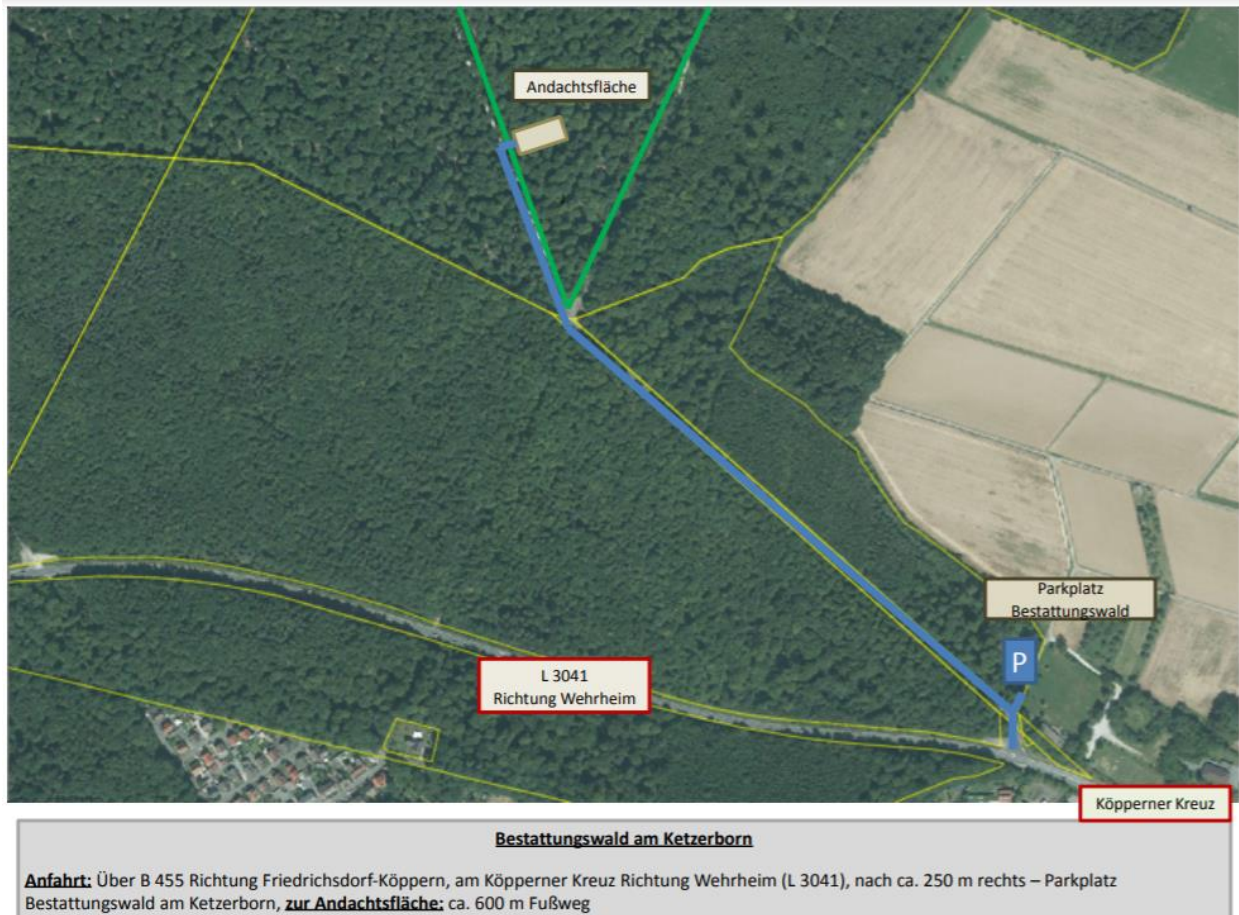 Andachtsfläche
Parkplatz
Bestattungswald
P
L 3041
Richtung Wehrheim
Köpperner Kreuz
Bestattungswald am Ketzerborn
Anfahrt: Über B 455 Richtung Friedrichsdorf-Köppern, am Köpperner Kreuz Richtung Wehrheim (L 3041), nach ca. 250 m rechts – Parkplatz
Bestattungswald am Ketzerborn, zur Andachtsfläche: ca. 600 m Fußweg